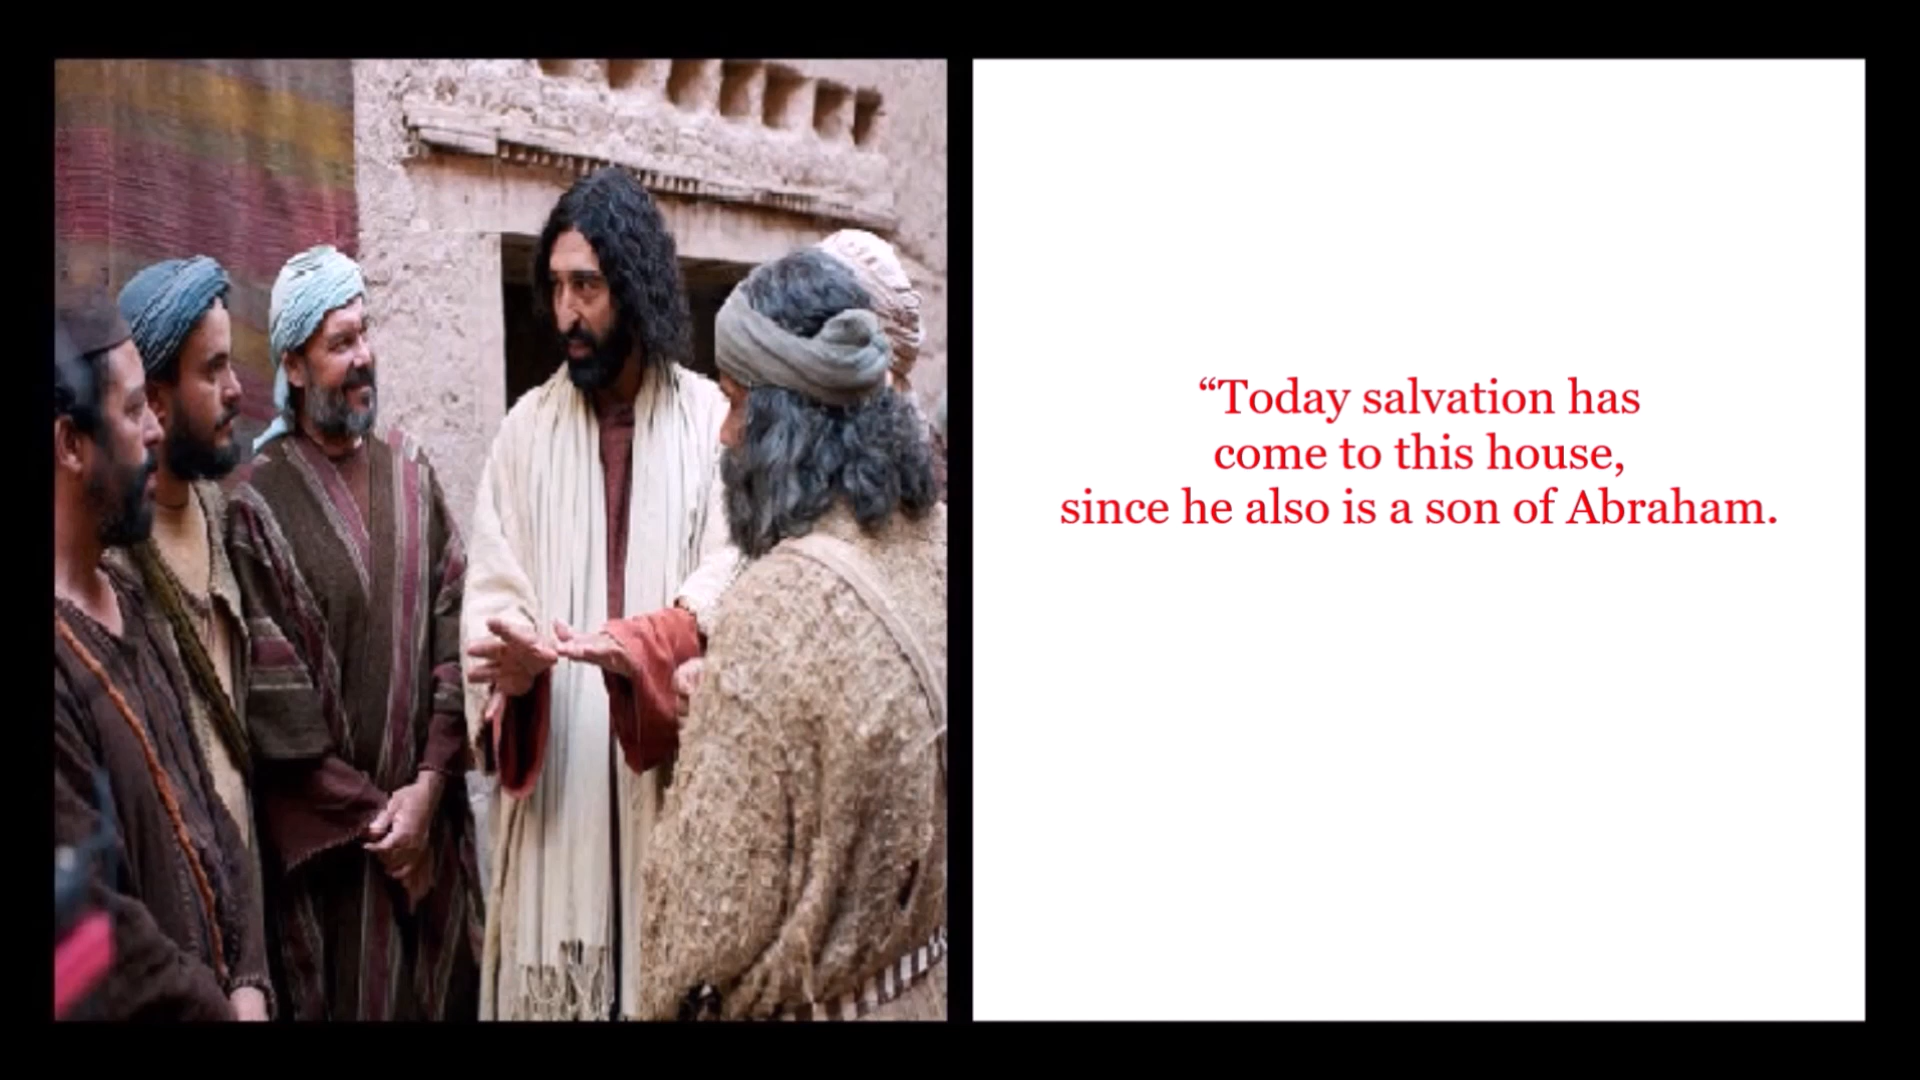 “Today salvation has
come to this house,
since he also is a son of Abraham.